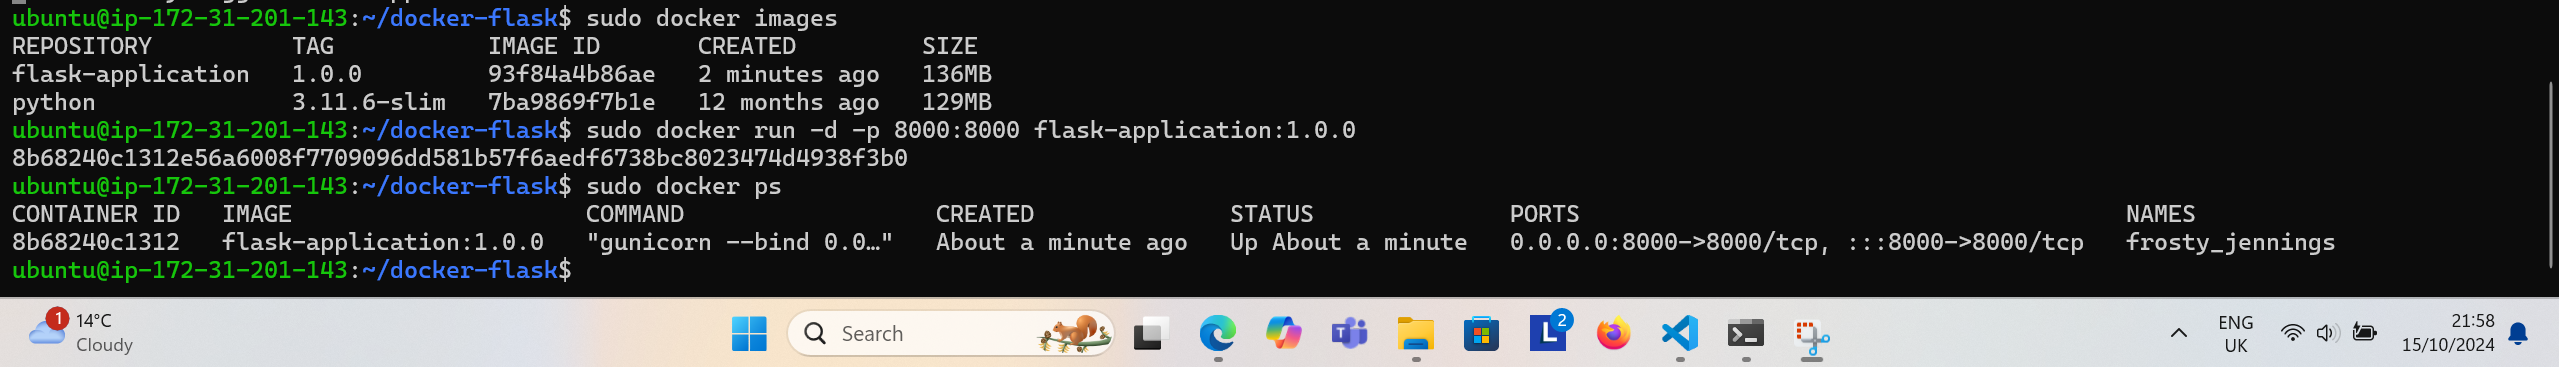 ubuntu@ip-172-31-201-143:~/docker-flask$ sudo docker images
REPOSITORY          TAG           IMAGE ID       CREATED         SIZE
flask-application   1.0.0         93f84a4b86ae   2 minutes ago   136MB
python              3.11.6-slim   7ba9869f7b1e   12 months ago   129MB
ubuntu@ip-172-31-201-143:~/docker-flask$ sudo docker run -d -p 8000:8000 flask-application:1.0.0
8b68240c1312e56a6008f7709096dd581b57f6aedf6738bc8023474d4938f3b0
ubuntu@ip-172-31-201-143:~/docker-flask$ sudo docker ps
CONTAINER ID   IMAGE                     COMMAND                  CREATED              STATUS              PORTS                                       NAMES
8b68240c1312   flask-application:1.0.0   "gunicorn --bind 0.0…"   About a minute ago   Up About a minute   0.0.0.0:8000->8000/tcp, :::8000->8000/tcp   frosty_jennings
ubuntu@ip-172-31-201-143:~/docker-flask$
1
14°C
Cloudy
Search
T
L
2
ENG
UK
21:58
15/10/2024